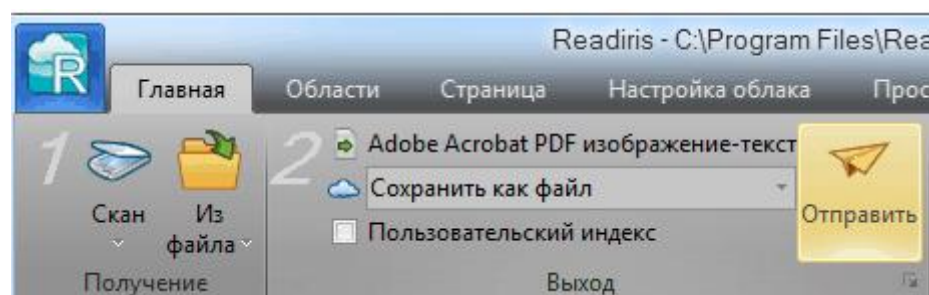 Readiris - C:\Program Files\Rea
Главная Области Страница Настройка облака Прос
1 Скан Из файла
2 Adobe Acrobat PDF изображение-текст
Сохранить как файл
Пользовательский индекс
Отправить
Получение Выход